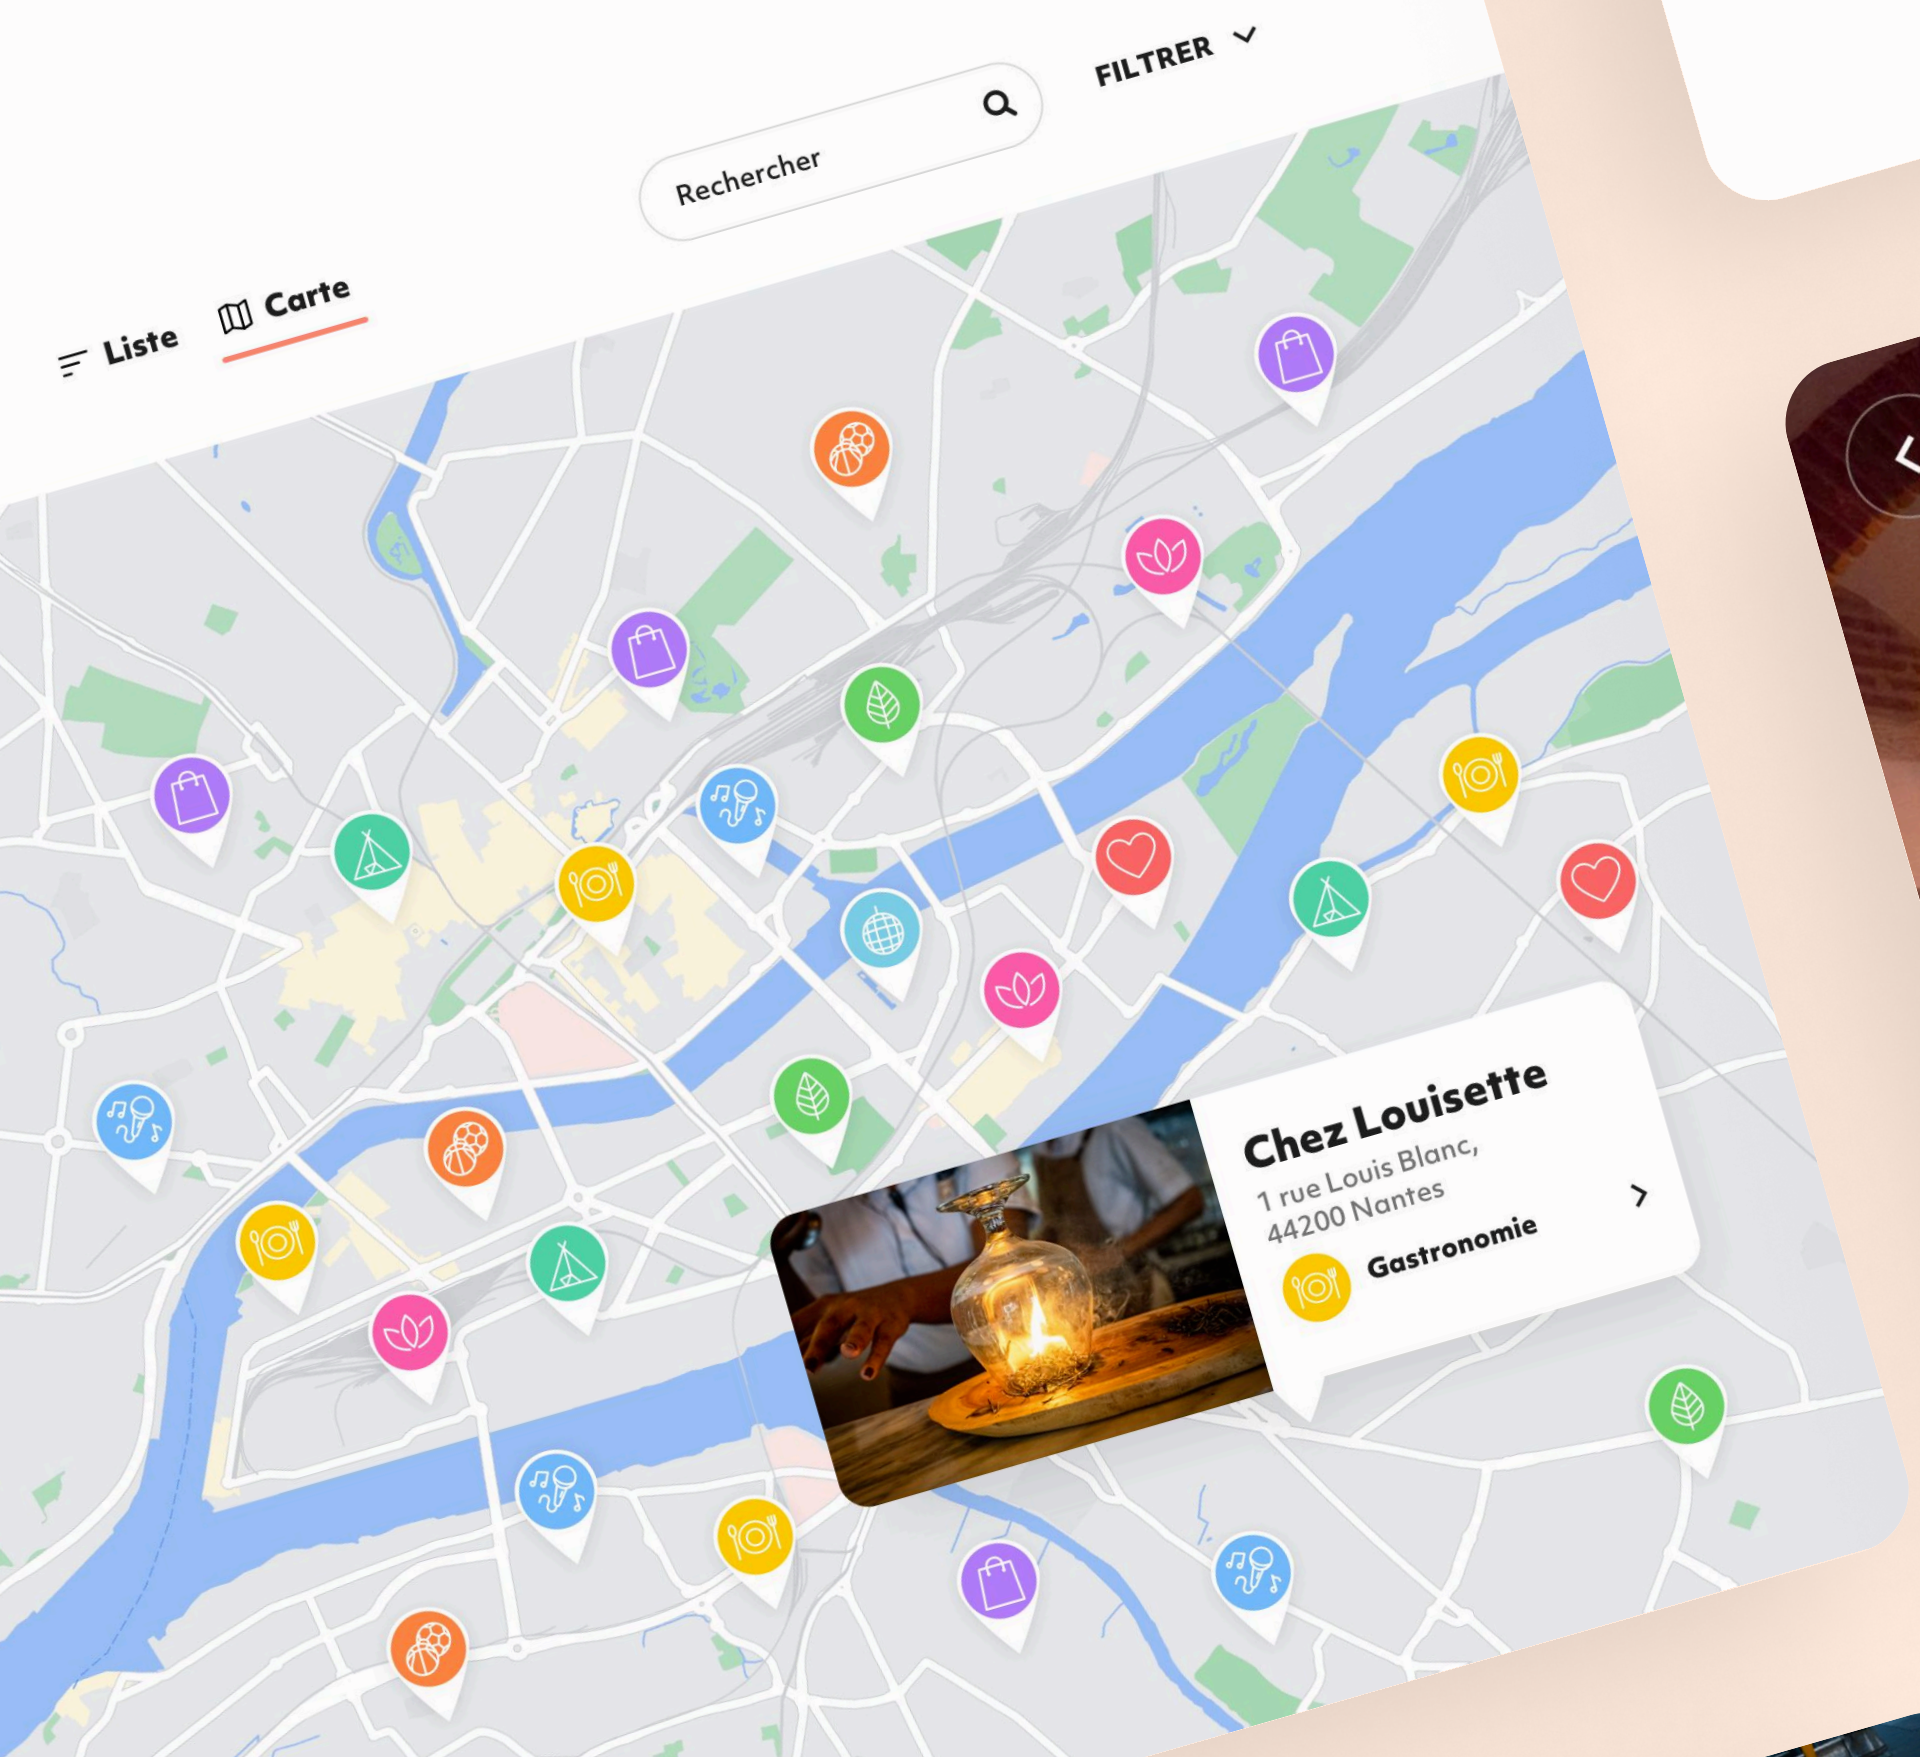 FILTRER
Rechercher
Liste
Carte
Chez Louisette
1 rue Louis Blanc,
44200 Nantes
Gastronomie